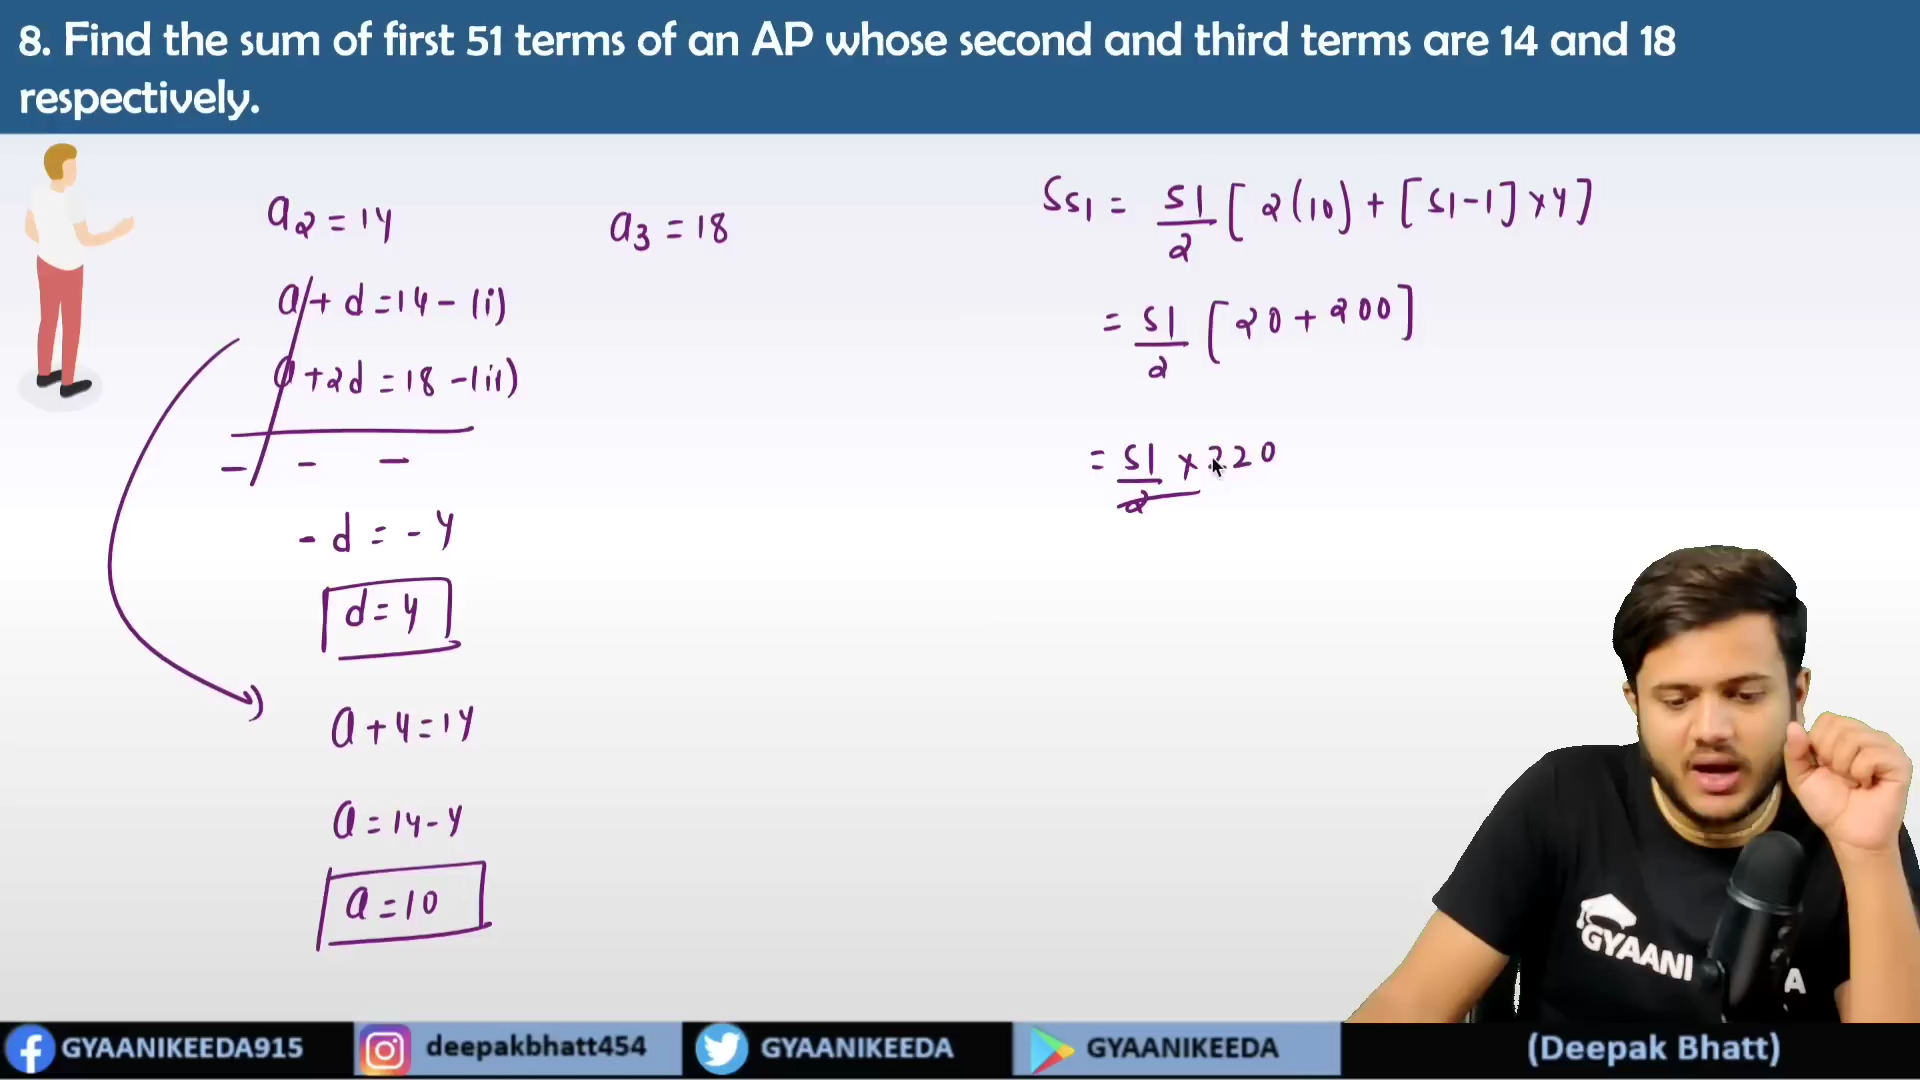 8. Find the sum of first 51 terms of an AP whose second and third terms are 14 and 18
respectively.
a2 = 14
a3 = 18
a + d = 14 - (i)
a + 2d = 18 - (ii)
- - -
- d = - 4
d = 4
a + 4 = 14
a = 14 - 4
a = 10
S51 = 51/2 [ 2(10) + [51-1] × 4 ]
= 51/2 [ 20 + 200 ]
= 51/2 × 220
GYAANI
A
GYAANIKEEDA915
deepakbhatt454
GYAANIKEEDA
GYAANIKEEDA
(Deepak Bhatt)